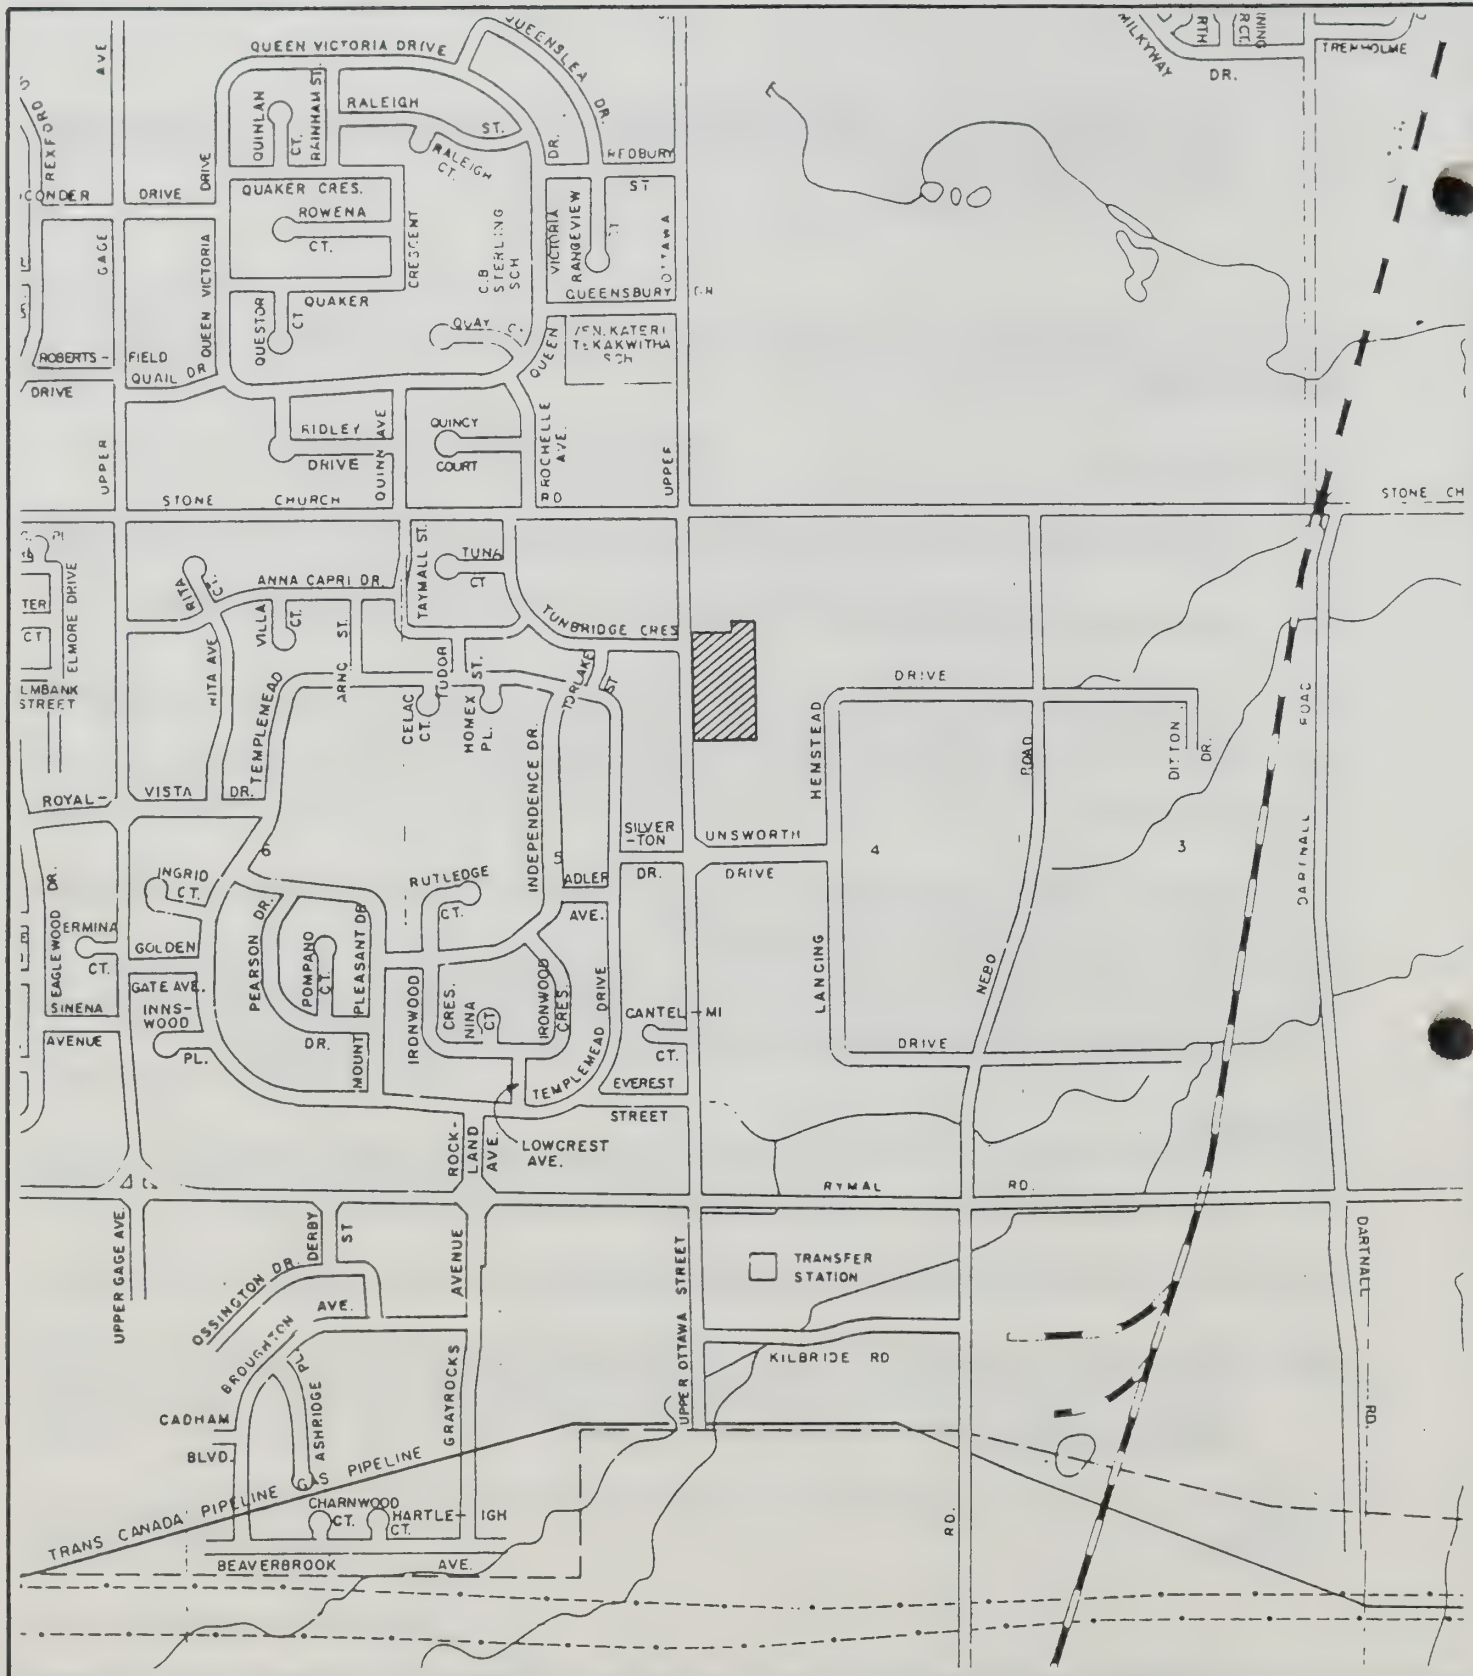 QUEEN VICTORIA DRIVE
QUEENSLEA DR.
MILKYWAY
DR.
TRENHOLME
AVE
REXFORD
QUINLAN
CT.
RAINHAM ST.
RALEIGH
ST.
RALEIGH
CT.
DR.
REDBURY
ST
DRIVE
DRIVE
QUAKER CRES.
ROWENA
CT.
CRESCENT
C.B
STERLING
SCH
VICTORIA
RANGEVIEW
ST
OTTAWA
GAGE
QUEEN VICTORIA
QUESTOR
CT
QUAKER
QUEENSBURY
QUAY
QUEEN
VEN. KATERI
TEKAKWITHA
SCH
ROBERTS-
FIELD
QUAIL DR
DRIVE
RIDLEY
DRIVE
QUINN AVE
QUINCY
COURT
ROCHELLE
AVE.
UPPER
UPPER
STONE
CHURCH
RD
STONE CH
ELMORE DRIVE
TER
CT
STREET
RITA
CT.
ANNA CAPRI DR.
VILLA
CT.
TAYMALL ST.
CT
TUNBRIDGE CRES
RITA AVE
TEMPLEMEAD
ST.
TUDOR
ST.
CELAC
CT.
HOMEX
PL.
TORLAKE
ST
INDEPENDENCE DR.
DRIVE
HEMSTEAD
ROAD
DITTON
DR.
DARTNALL
ROAD
ROYAL-
VISTA
DR.
SILVER
-TON
UNSWORTH
DR.
DRIVE
6
5
4
3
INGRID
CT.
RUTLEDGE
CT.
ADLER
AVE.
EAGLEWOOD
DR.
ERMINA
CT.
GOLDEN
GATE AVE.
SINENA
AVENUE
INNS-
WOOD
PL.
PEARSON
DR.
POMPANO
CT.
PLEASANT DR
DR.
MOUNT
IRONWOOD
CRES.
NINA
CT
IRONWOOD
CRES.
TEMPLEMEAD DRIVE
CANTEL-MI
CT.
EVEREST
STREET
LANCING
DRIVE
NEBO
ROCK-
LAND
AVE.
LOWCREST
AVE.
RYMAL
RD.
UPPER GAGE AVE.
DERBY
ST
OSSINGTON DR.
AVENUE
AVE.
BROUGHTON
ASHRIDGE
PL.
GRAYROCKS
UPPER OTTAWA STREET
TRANSFER
STATION
KILBRIDE RD
DARTNALL
RD.
CADHAM
BLVD.
TRANS CANADA PIPELINE GAS PIPELINE
CHARNWOOD
CT.
HARTLE-IGH
CT.
BEAVERBROOK
AVE.
RD.